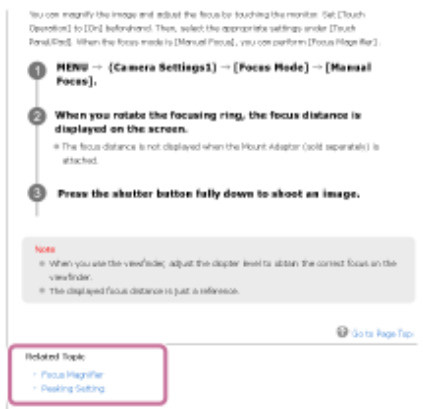 You can magnify the image and adjust the focus by touching the monitor. Set [Touch
Operation] to [On] beforehand. Then, select the appropriate settings under [Touch
Panel/Pad]. When the focus mode is [Manual Focus], you can perform [Focus Magnifier].
1 MENU → (Camera Settings1) → [Focus Mode] → [Manual
Focus].
2 When you rotate the focusing ring, the focus distance is
displayed on the screen.
The focus distance is not displayed when the Mount Adaptor (sold separately) is
attached.
3 Press the shutter button fully down to shoot an image.
Note
When you use the viewfinder, adjust the diopter level to obtain the correct focus on the
viewfinder.
The displayed focus distance is just a reference.
Go to Page Top
Related Topic
Focus Magnifier
Peaking Setting